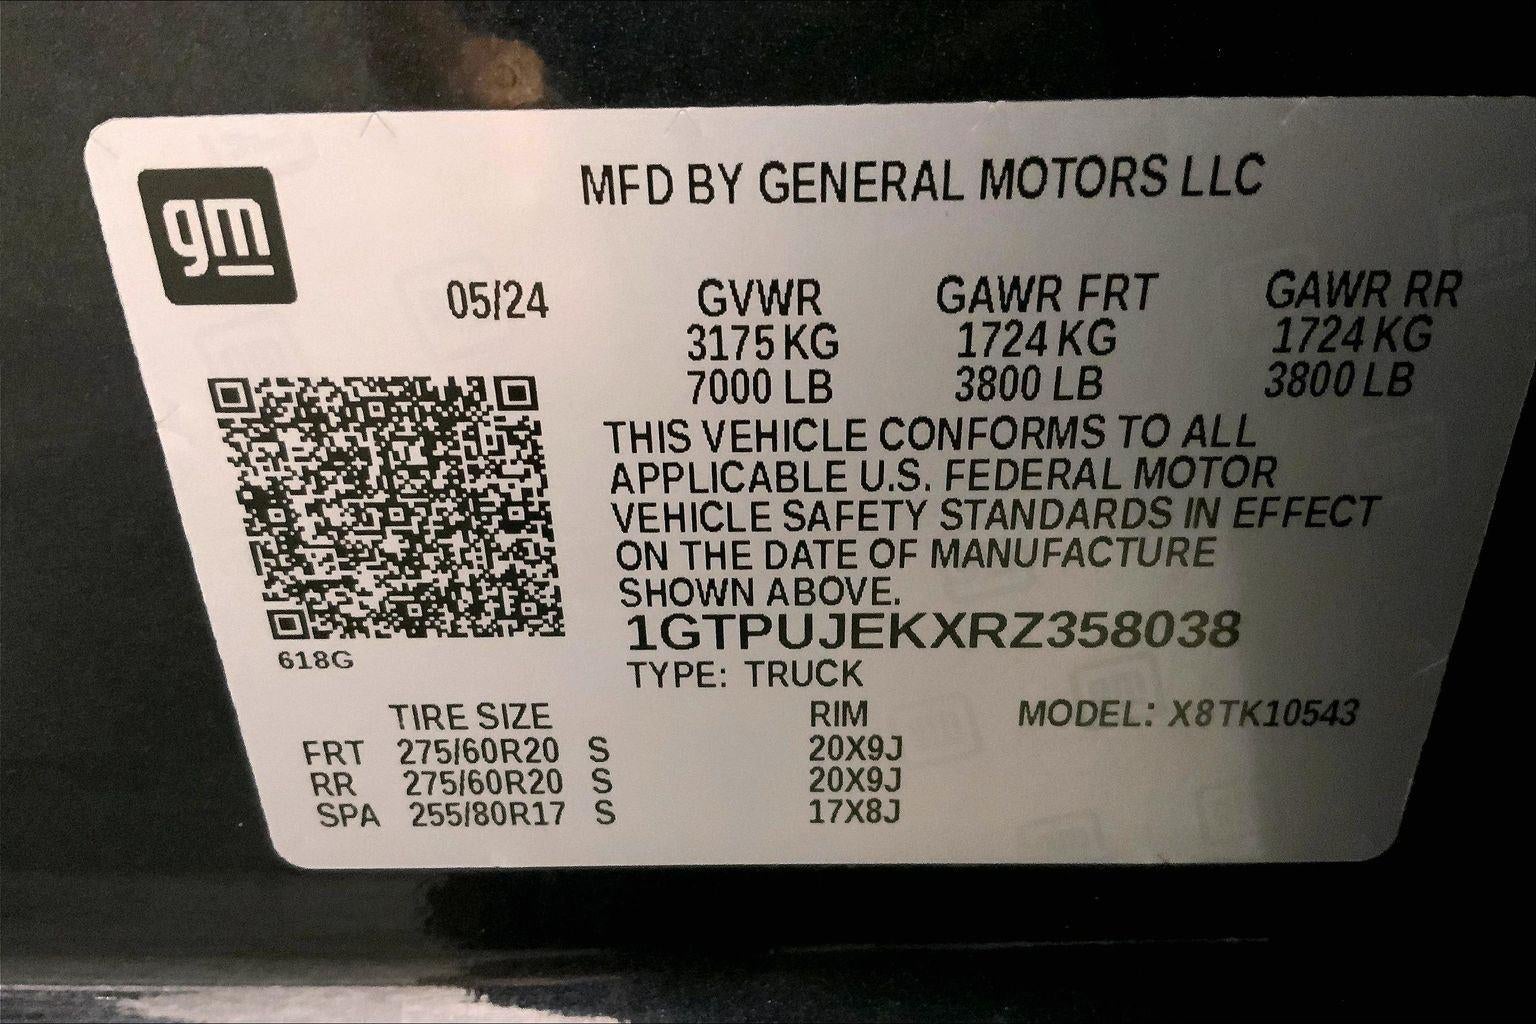 gm
MFD BY GENERAL MOTORS LLC
05/24 GVWR GAWR FRT GAWR RR
3175 KG 1724 KG 1724 KG
7000 LB 3800 LB 3800 LB
THIS VEHICLE CONFORMS TO ALL
APPLICABLE U.S. FEDERAL MOTOR
VEHICLE SAFETY STANDARDS IN EFFECT
ON THE DATE OF MANUFACTURE
SHOWN ABOVE.
1GTPUJEKXRZ358038
618G
TYPE: TRUCK
TIRE SIZE RIM MODEL: X8TK10543
FRT 275/60R20 S 20X9J
RR 275/60R20 S 20X9J
SPA 255/80R17 S 17X8J